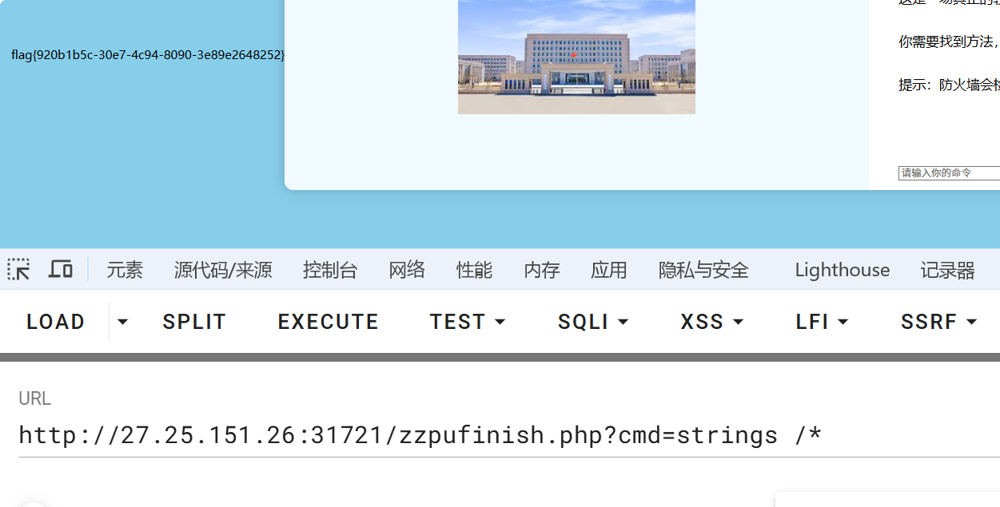 你需要找到方法，
flag{920b1b5c-30e7-4c94-8090-3e89e2648252}
提示：防火墙会
请输入你的命令
元素 源代码/来源 控制台 网络 性能 内存 应用 隐私与安全 Lighthouse 记录器
LOAD SPLIT EXECUTE TEST SQLI XSS LFI SSRF
URL
http://27.25.151.26:31721/zzpufinish.php?cmd=strings /*